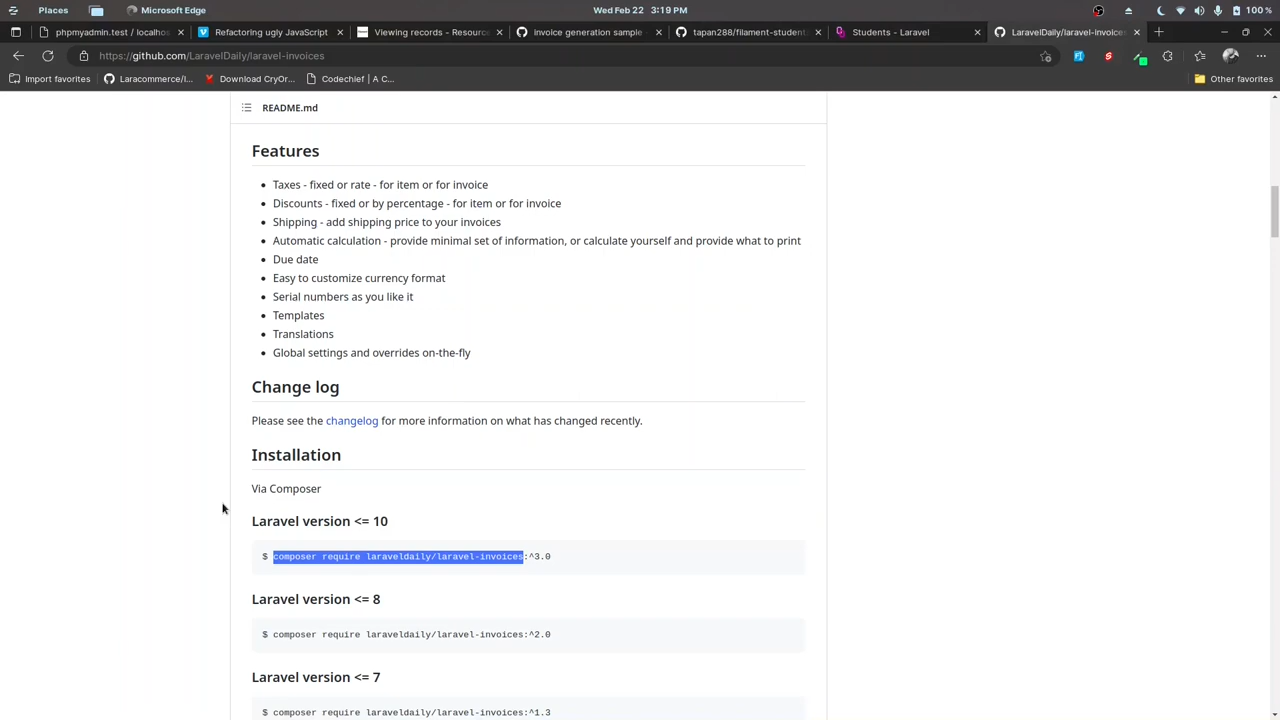 Places
Microsoft Edge
Wed Feb 22 3:19 PM
100 %
phpmyadmin.test / localhos
Refactoring ugly JavaScript
Viewing records - Resource
invoice generation sample
tapan288/filament-student
Students - Laravel
LaravelDaily/laravel-invoice
https://github.com/LaravelDaily/laravel-invoices
Import favorites
Laracommerce/l...
Download CryOr...
Codechief | A C...
Other favorites
README.md
Features
Taxes - fixed or rate - for item or for invoice
Discounts - fixed or by percentage - for item or for invoice
Shipping - add shipping price to your invoices
Automatic calculation - provide minimal set of information, or calculate yourself and provide what to print
Due date
Easy to customize currency format
Serial numbers as you like it
Templates
Translations
Global settings and overrides on-the-fly
Change log
Please see the changelog for more information on what has changed recently.
Installation
Via Composer
Laravel version <= 10
$ composer require laraveldaily/laravel-invoices:^3.0
Laravel version <= 8
$ composer require laraveldaily/laravel-invoices:^2.0
Laravel version <= 7
$ composer require laraveldaily/laravel-invoices:^1.3